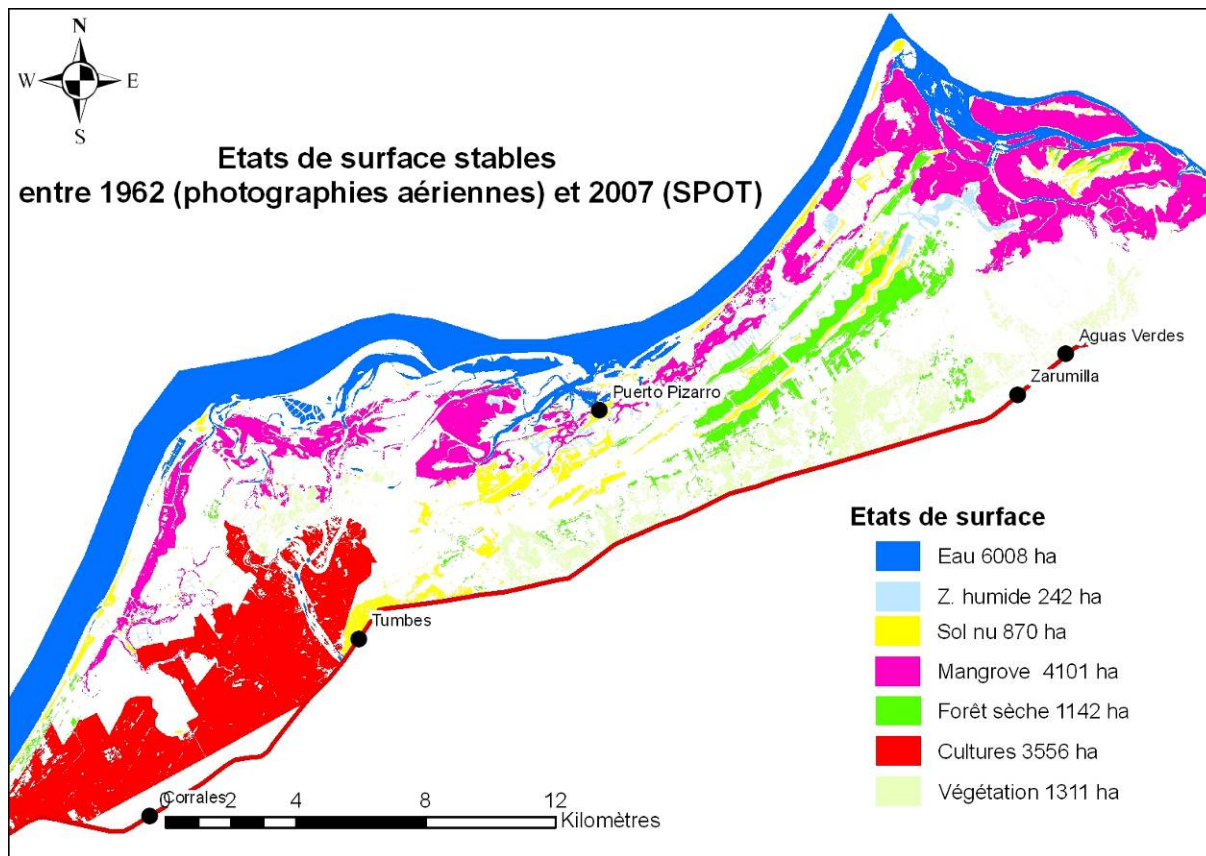 N
W E
S
Etats de surface stables
entre 1962 (photographies aériennes) et 2007 (SPOT)
Aguas Verdes
Zarumilla
Puerto Pizarro
Tumbes
Corrales
Etats de surface
Eau 6008 ha
Z. humide 242 ha
Sol nu 870 ha
Mangrove 4101 ha
Forêt sèche 1142 ha
Cultures 3556 ha
Végétation 1311 ha
0 2 4 8 12
Kilomètres